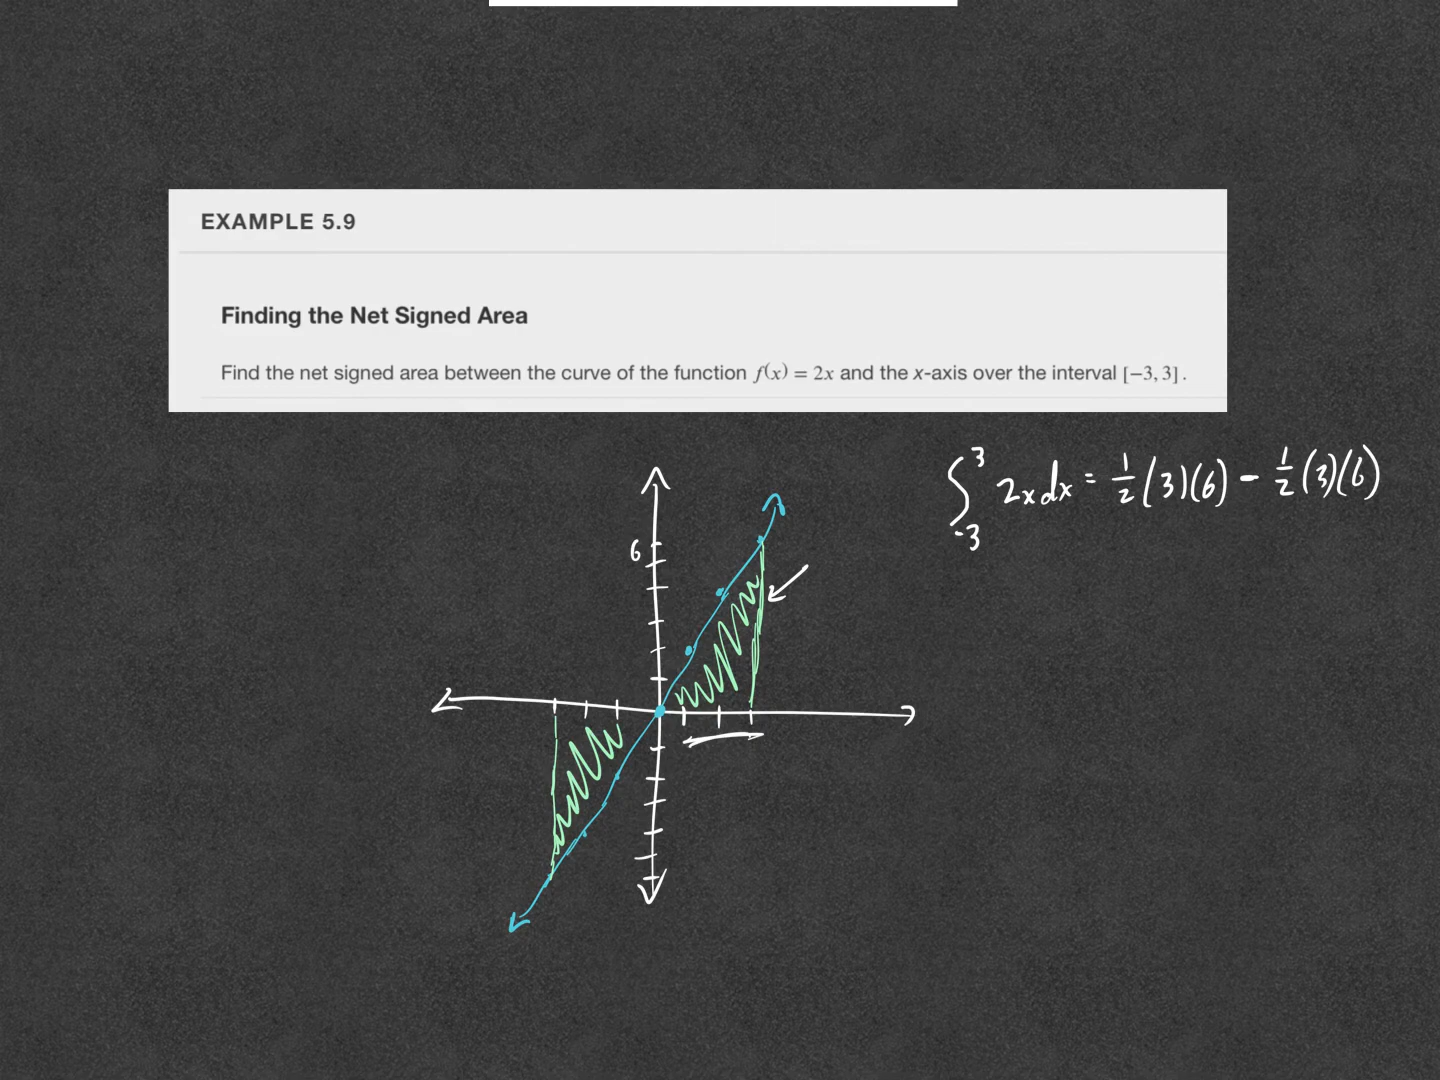 EXAMPLE 5.9
Finding the Net Signed Area
Find the net signed area between the curve of the function f(x) = 2x and the x-axis over the interval [−3, 3].
∫₋₃³ 2x dx = ½(3)(6) − ½(3)(6)
6